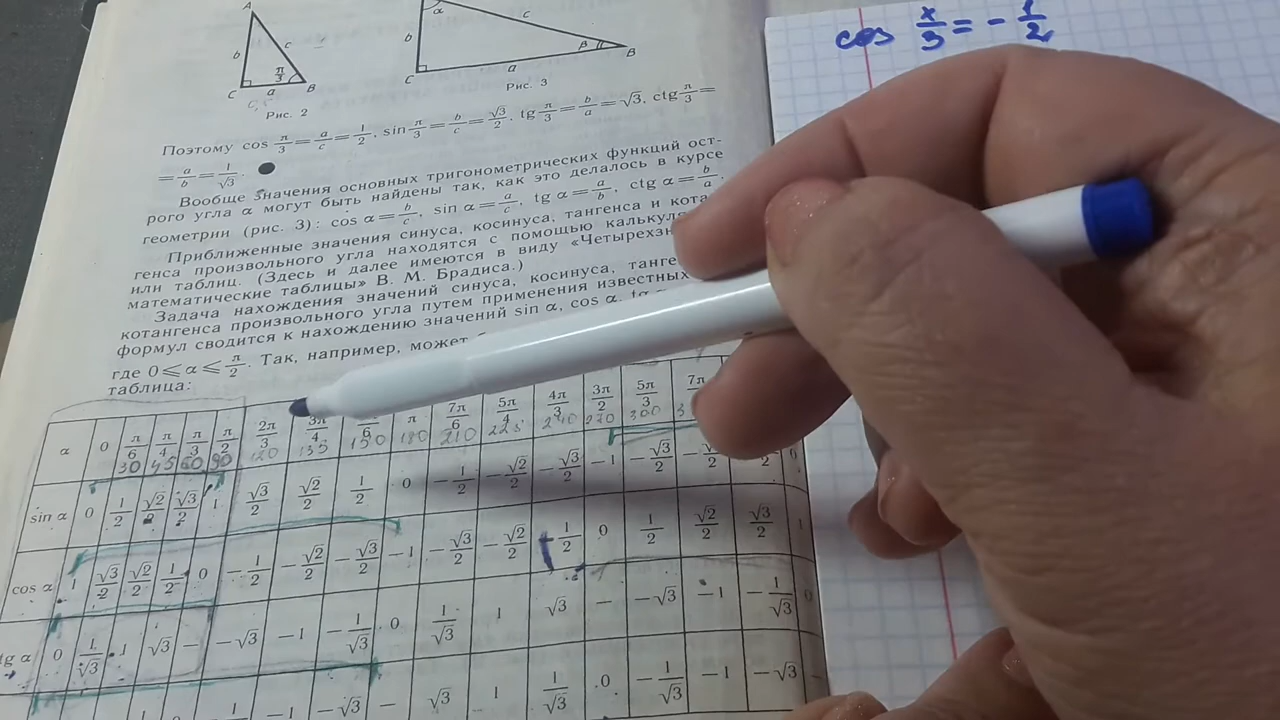 cos x/3 = - 1/2
A
b c π/3
C a B
Рис. 2
α c
b β B
C a
Рис. 3
Поэтому cos π/3 = a/c = 1/2, sin π/3 = b/c = √3/2, tg π/3 = b/a = √3, ctg π/3 =
= a/b = 1/√3.
Вообще значения основных тригонометрических функций ост-
рого угла α могут быть найдены так, как это делалось в курсе
геометрии (рис. 3): cos α = b/c, sin α = a/c, tg α = a/b, ctg α = b/a.
Приближенные значения синуса, косинуса, тангенса и кота
генса произвольного угла находятся с помощью
или таблиц. (Здесь и далее имеются в виду
математические таблицы» В. М. Брадиса.)
Задача нахождения значений синуса, косинуса,
котангенса произвольного угла путем применения известных
формул сводится к нахождению значений sin α, cos α,
где 0 ⩽ α ⩽ π/2. Так, например, может
таблица:
α 0 π/6 π/4 π/3 π/2 2π/3 3π/4 π 7π/6 5π/4 4π/3 3π/2 5π/3
30 45 60 90 120 135 150 180 210 225 240 270 300
sin α 0 1/2 √2/2 √3/2 1 √3/2 √2/2 1/2 0 -1/2 -√2/2 -√3/2 -1 -√3/2
cos α 1 √3/2 √2/2 1/2 0 -1/2 -√2/2 -√3/2 -1 -√3/2 -√2/2 -1/2 0 1/2 √2/2 √3/2 1
tg α 0 1/√3 1 √3 — -√3 -1 -1/√3 0 1/√3 1 √3 — -√3 -1 -1/√3 0
-1 -√3 — √3 1 1/√3 0 -1/√3 -1 -√3 —